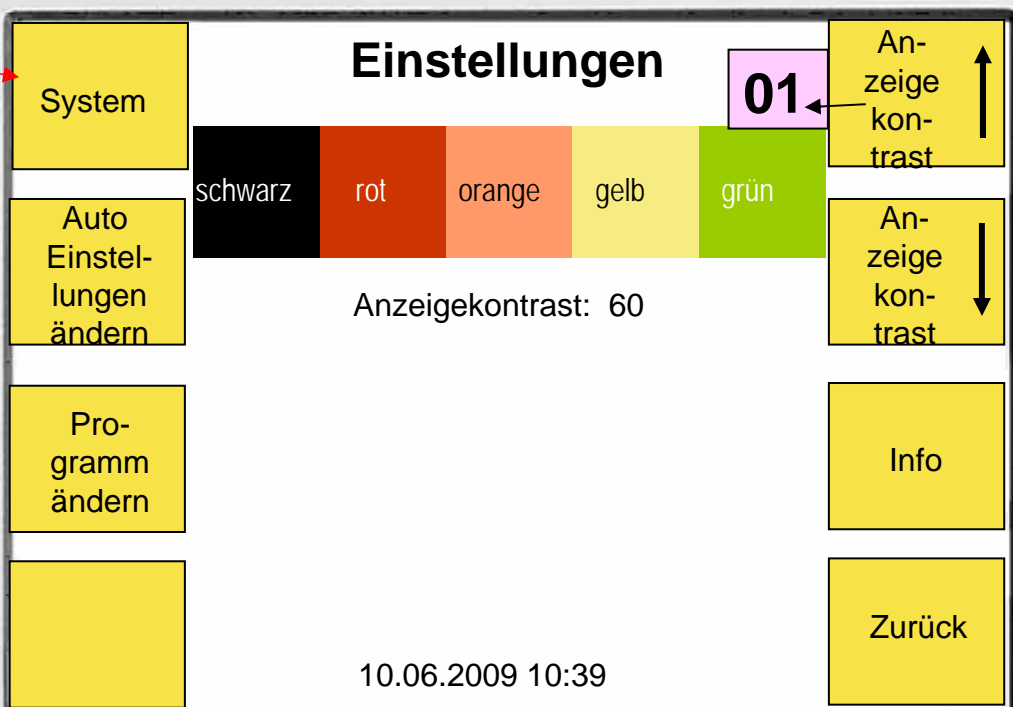 Einstellungen
01
System
Auto
Einstel-
lungen
ändern
Pro-
gramm
ändern
schwarz rot orange gelb grün
Anzeigekontrast: 60
10.06.2009 10:39
An-
zeige
kon-
trast
An-
zeige
kon-
trast
Info
Zurück